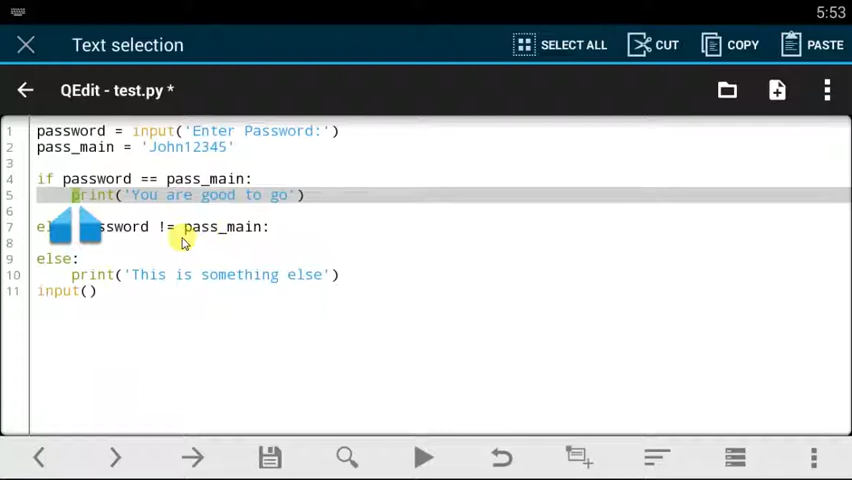 5:53
Text selection SELECT ALL CUT COPY PASTE
QEdit - test.py *
1 password = input('Enter Password:')
2 pass_main = 'John12345'
3
4 if password == pass_main:
5 print('You are good to go')
6
7 ssword != pass_main:
8
9 else:
10 print('This is something else')
11 input()